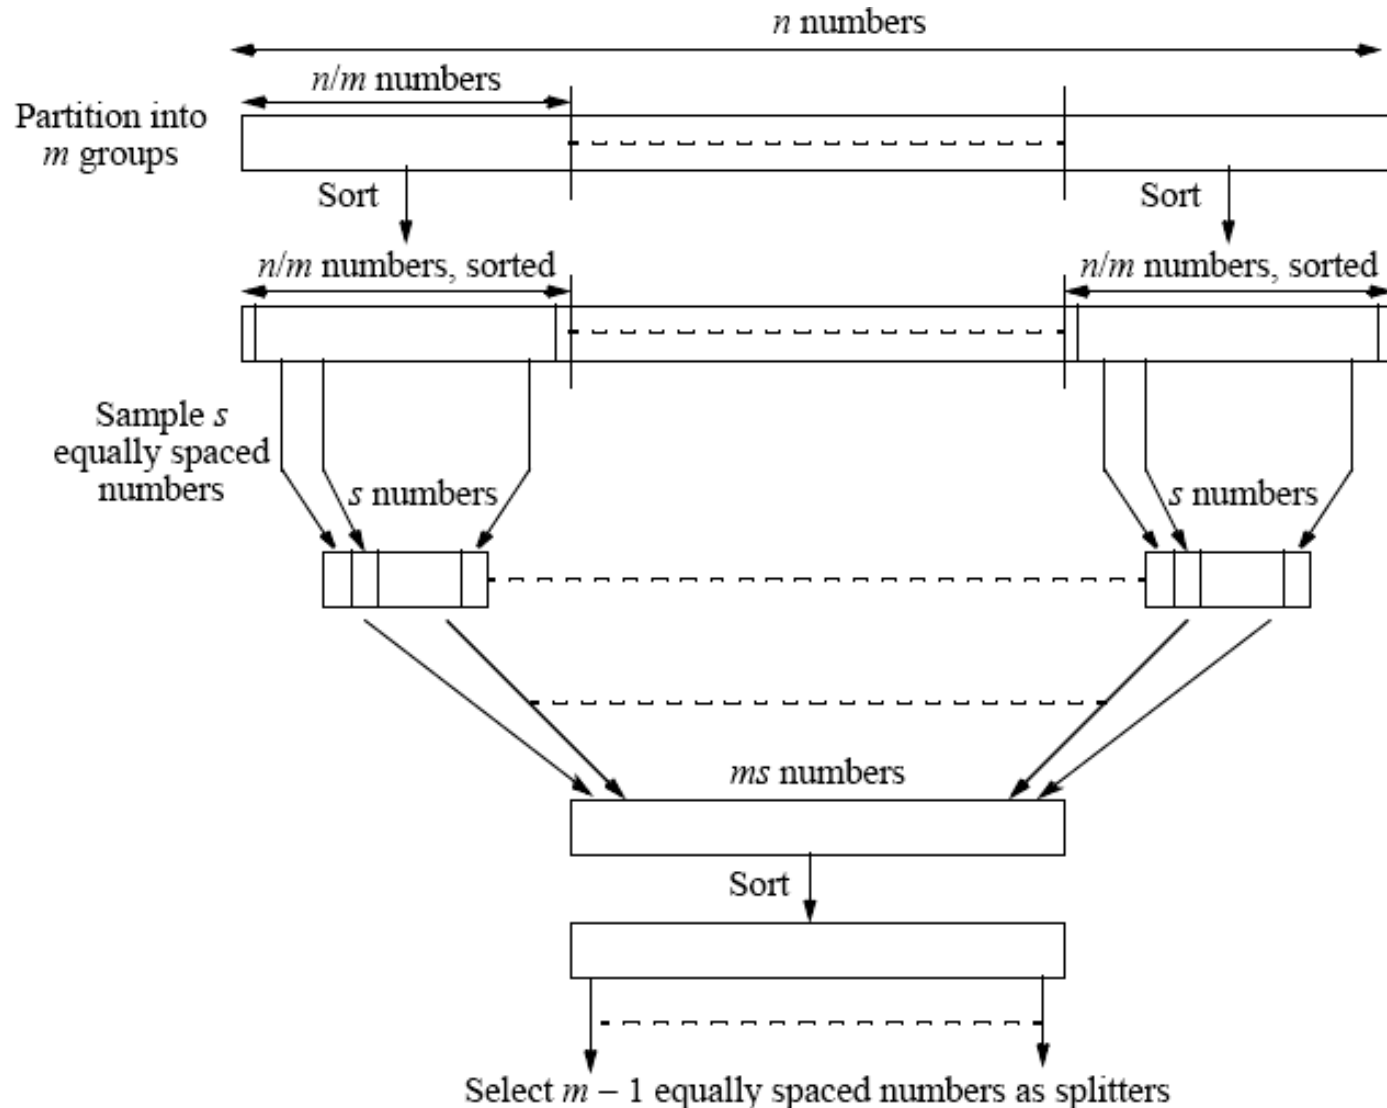 n numbers
n/m numbers
Partition into
m groups
Sort
Sort
n/m numbers, sorted
n/m numbers, sorted
Sample s
equally spaced
numbers
s numbers
s numbers
ms numbers
Sort
Select m – 1 equally spaced numbers as splitters